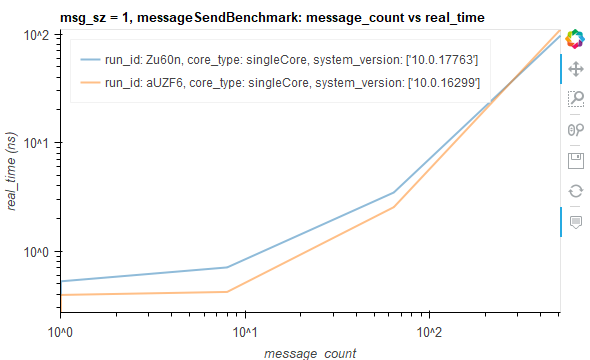 msg_sz = 1, messageSendBenchmark: message_count vs real_time
run_id: Zu60n, core_type: singleCore, system_version: ['10.0.17763']
run_id: aUZF6, core_type: singleCore, system_version: ['10.0.16299']
10^2
10^1
10^0
real_time (ns)
10^0 10^1 10^2
message_count